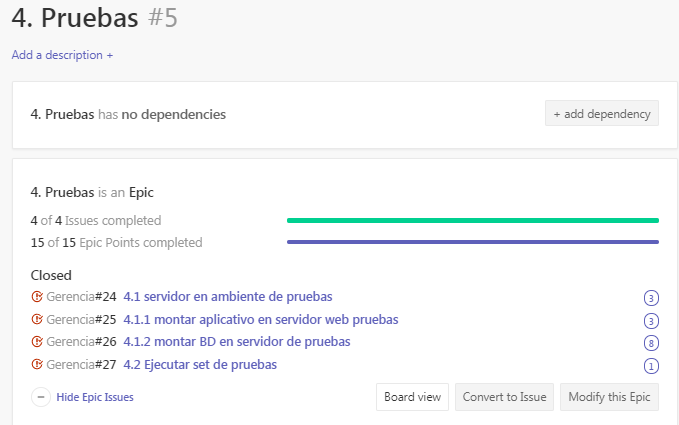 4. Pruebas #5
Add a description +
4. Pruebas has no dependencies
+ add dependency
4. Pruebas is an Epic
4 of 4 Issues completed
15 of 15 Epic Points completed
Closed
Gerencia#24 4.1 servidor en ambiente de pruebas 3
Gerencia#25 4.1.1 montar aplicativo en servidor web pruebas 3
Gerencia#26 4.1.2 montar BD en servidor de pruebas 8
Gerencia#27 4.2 Ejecutar set de pruebas 1
Hide Epic Issues
Board view Convert to Issue Modify this Epic